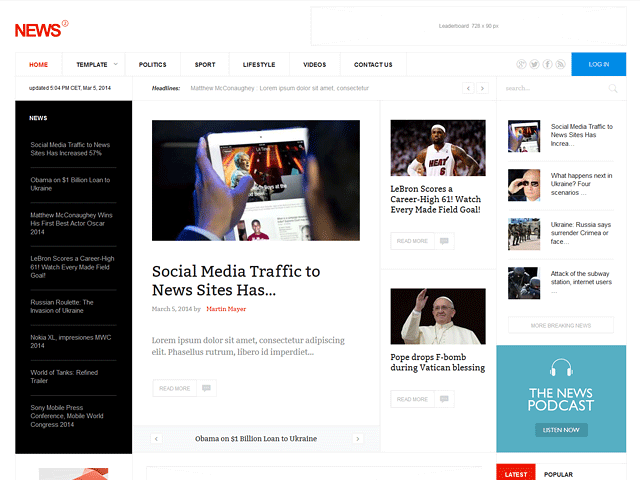 NEWS 2
Leaderboard: 728 x 90 px
HOME TEMPLATE POLITICS SPORT LIFESTYLE VIDEOS CONTACT US LOG IN
updated 5:04 PM CET, Mar 5, 2014
Headlines: Matthew McConaughey Lorem ipsum dolor sit amet, consectetur
search...
NEWS
Social Media Traffic to News
Sites Has Increased 57%
Obama on $1 Billion Loan to
Ukraine
Matthew McConaughey Wins
His First Best Actor Oscar
2014
LeBron Scores a Career-High
61! Watch Every Made Field
Goal!
Russian Roulette: The
Invasion of Ukraine
Nokia XL, impresiones MWC
2014
World of Tanks: Refined
Trailer
Sony Mobile Press
Conference, Mobile World
Congress 2014
Social Media Traffic to
News Sites Has...
March 5, 2014 by Martin Mayer
Lorem ipsum dolor sit amet, consectetur adipiscing
elit. Phasellus rutrum, libero id imperdiet...
READ MORE
Obama on $1 Billion Loan to Ukraine
HEAT
6
LeBron Scores a
Career-High 61! Watch
Every Made Field Goal!
READ MORE
Pope drops F-bomb
during Vatican blessing
READ MORE
Social Media Traffic to
News Sites Has
Increa...
What happens next in
Ukraine? Four
scenarios ...
Ukraine: Russia says
surrender Crimea or
face...
Attack of the subway
station, internet users
...
MORE BREAKING NEWS
THE NEWS
PODCAST
LISTEN NOW
LATEST POPULAR